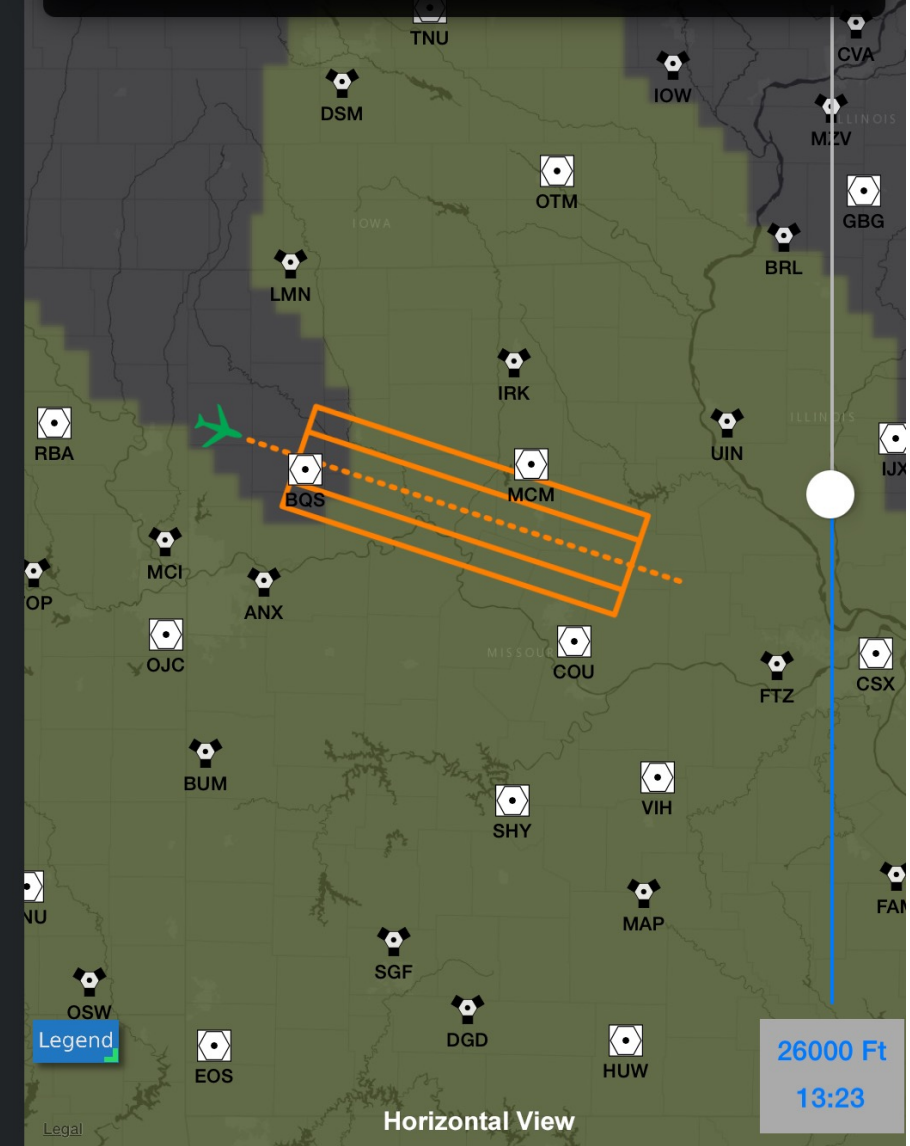 TNU
CVA
DSM
IOW
MZV
ILLINOIS
OTM
GBG
IOWA
BRL
LMN
IRK
ILLINOIS
RBA
UIN
IJX
MCM
BQS
MCI
TOP
ANX
OJC
MISSOU
COU
FTZ
CSX
BUM
VIH
SHY
NU
FAM
MAP
SGF
OSW
DGD
Legend
26000 Ft
HUW
EOS
13:23
Horizontal View
Legal